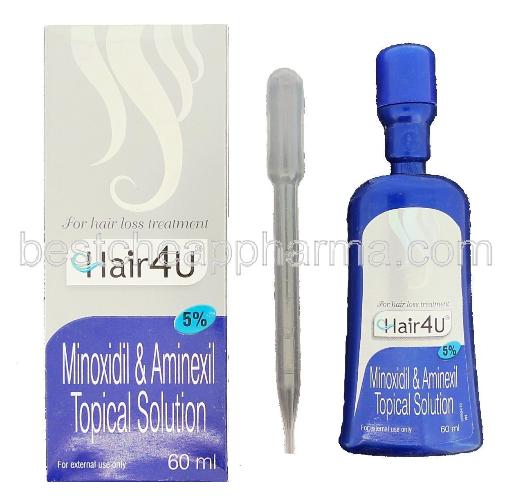 For hair loss treatment
Hair4U
5%
Minoxidil & Aminexil
Topical Solution
For external use only
60 ml
For hair loss treatment
Hair4U
5%
Minoxidil & Aminexil
Topical Solution
For external use only
60 ml
bestcheappharma.com